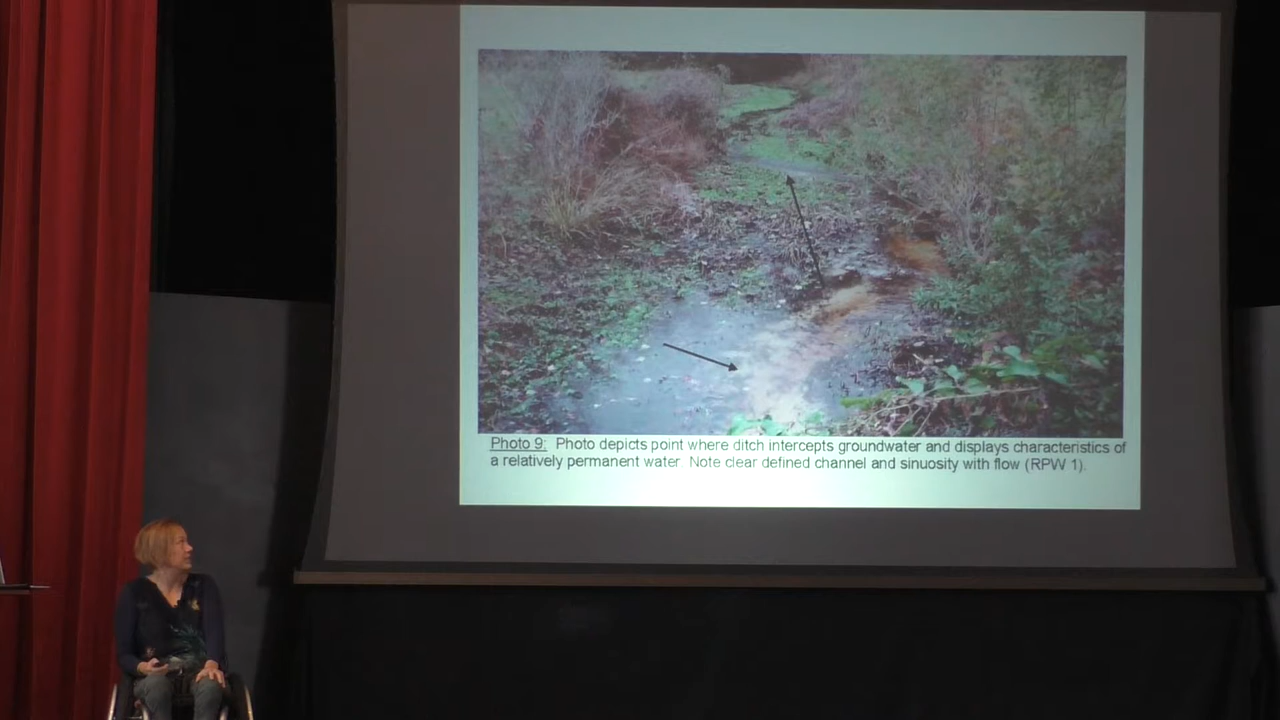 Photo 9: Photo depicts point where ditch intercepts groundwater and displays characteristics of
a relatively permanent water. Note clear defined channel and sinuosity with flow (RPW 1).